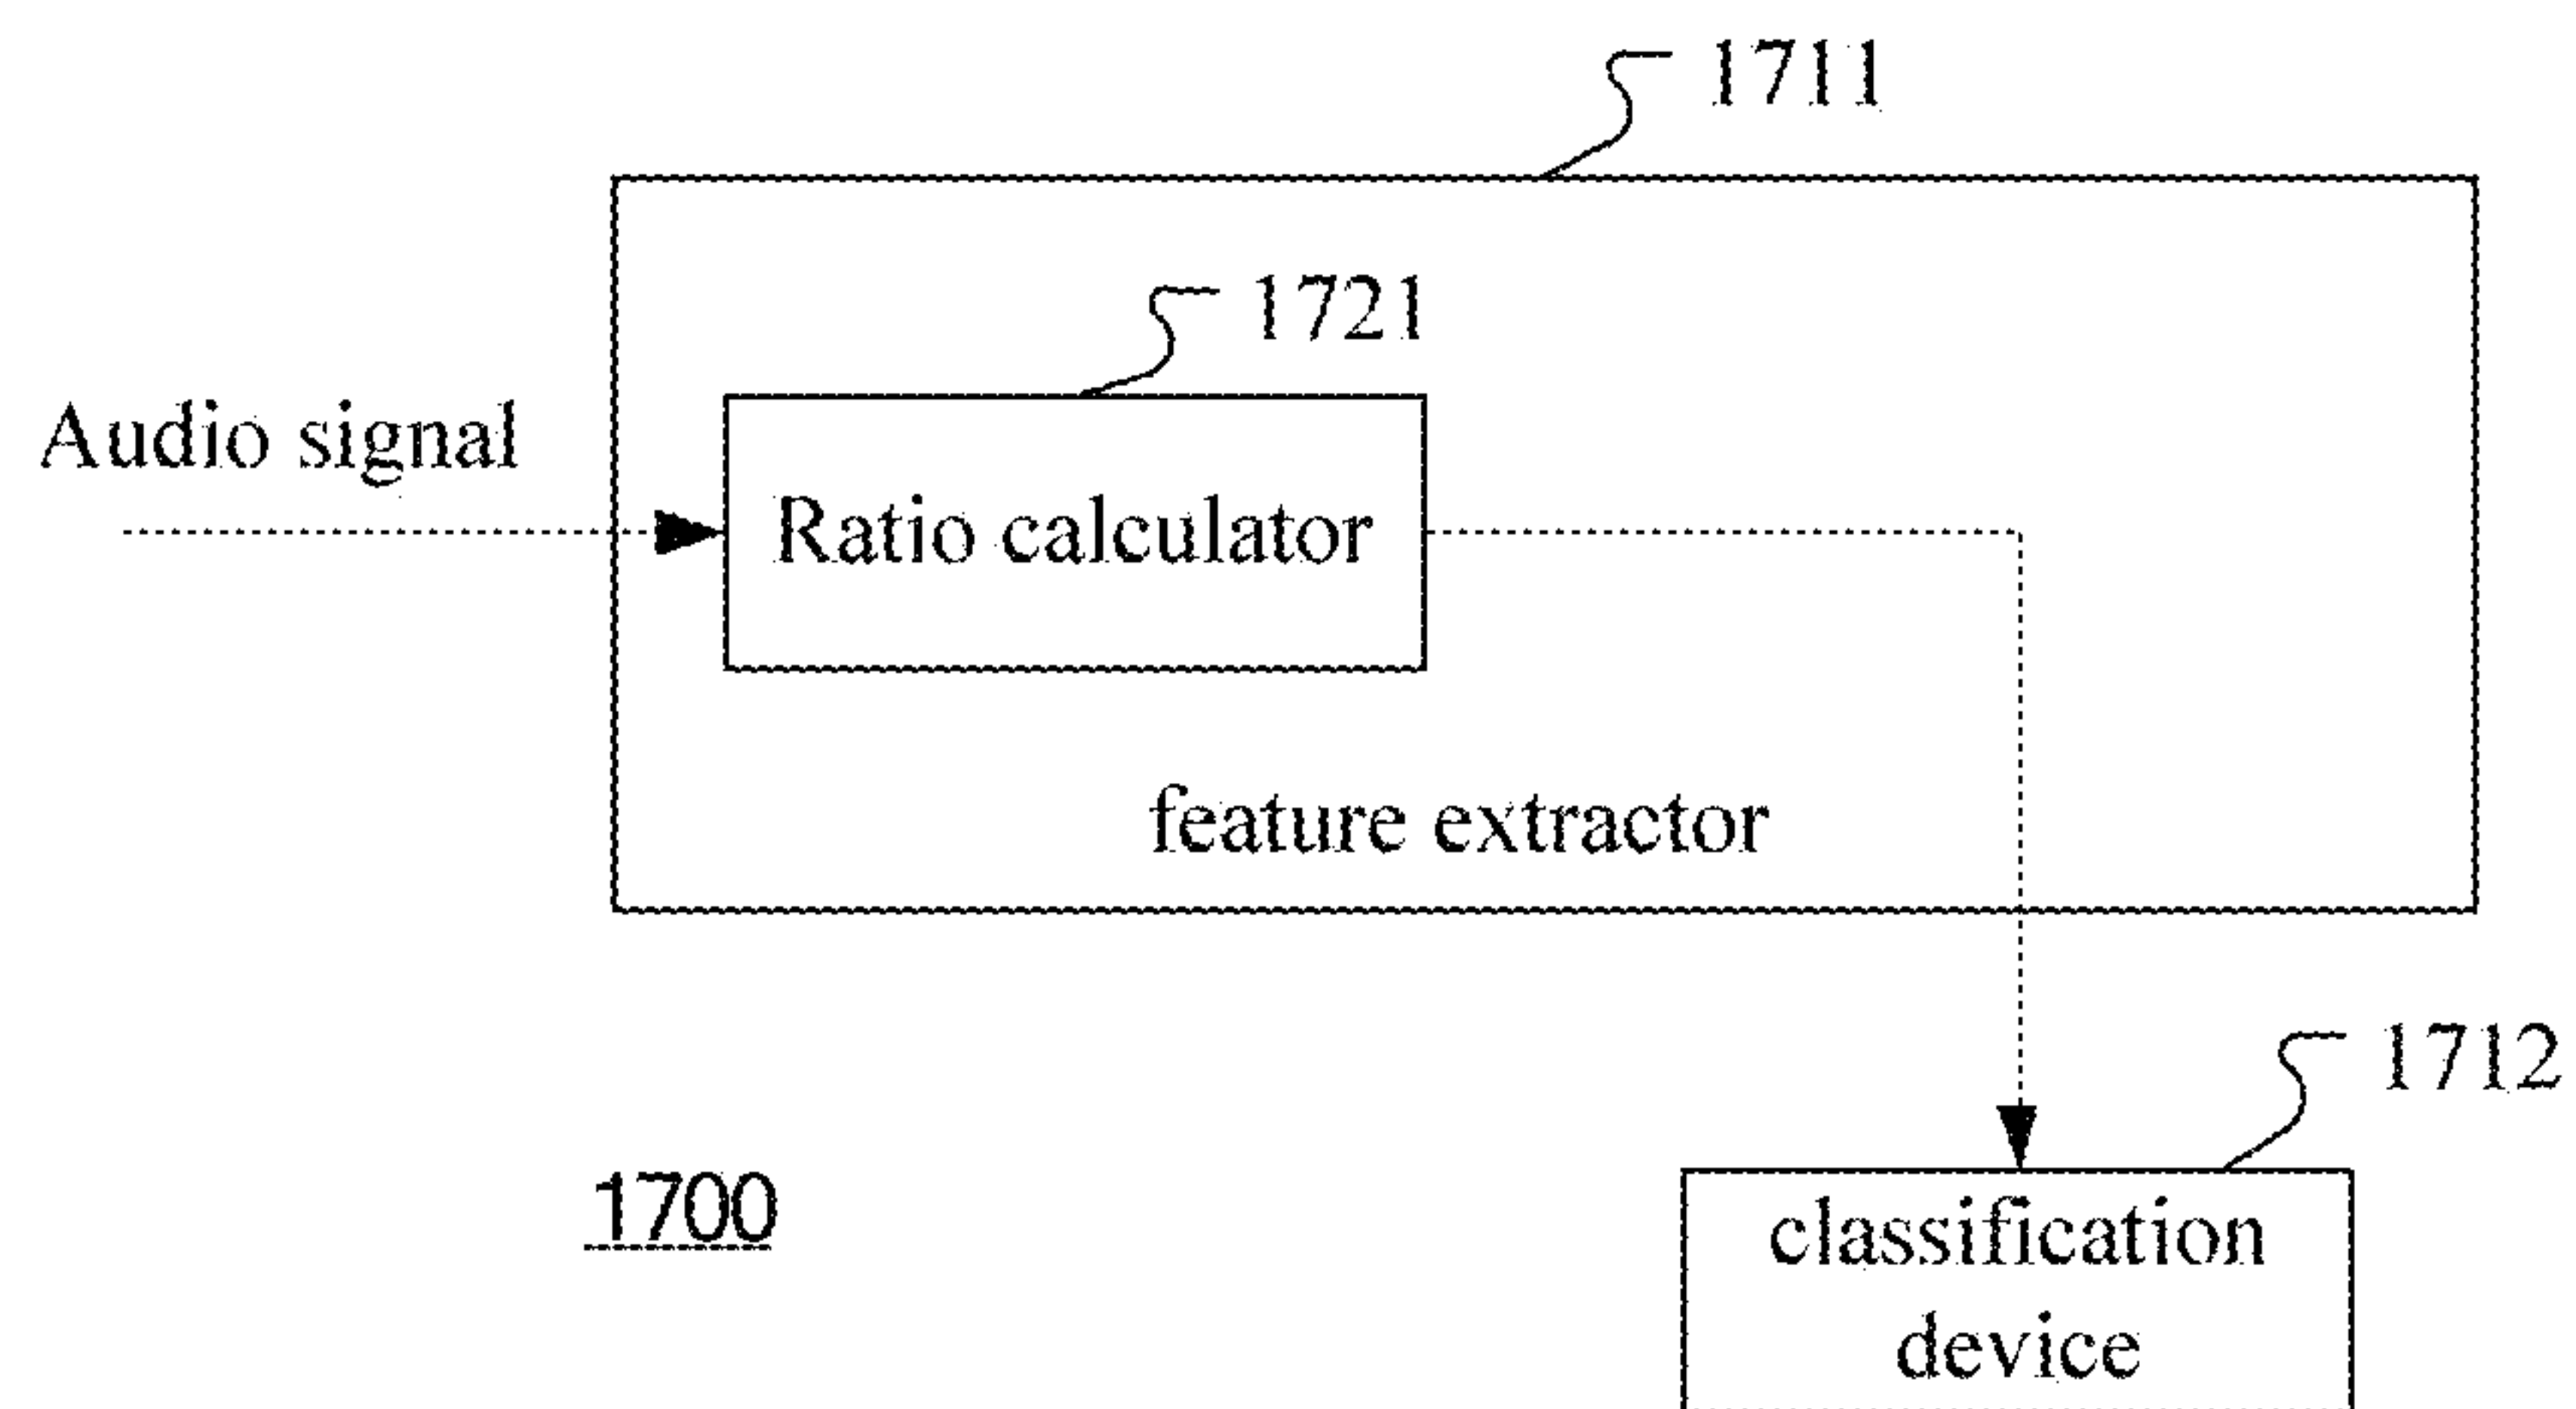 1711
1721
Audio signal
Ratio calculator
feature extractor
1712
1700
classification
device